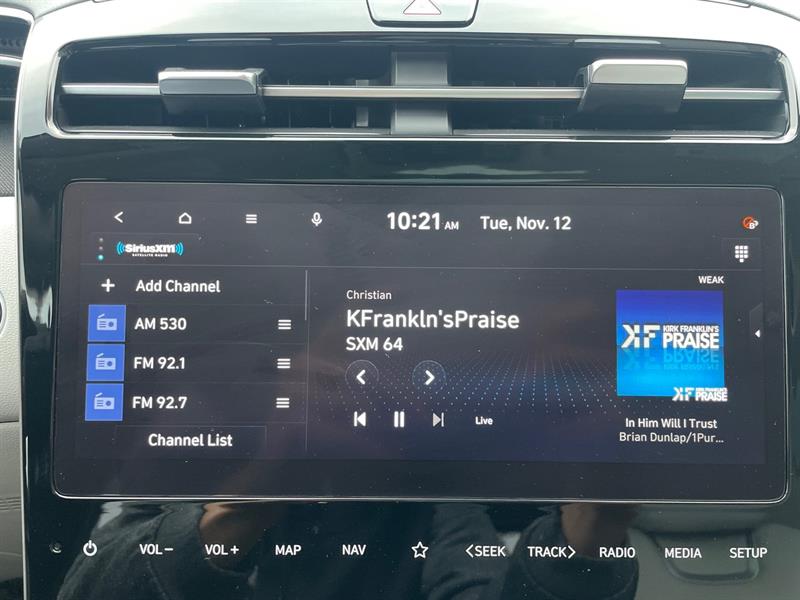 10:21 AM Tue, Nov. 12
B
((SiriusXM))
SATELLITE RADIO
+ Add Channel
AM 530
FM 92.1
FM 92.7
Channel List
WEAK
Christian
KFrankln'sPraise
SXM 64
Live
KF KIRK FRANKLIN'S
PRAISE
KF KIRK FRANKLIN'S
PRAISE
In Him Will I Trust
Brian Dunlap/1Pur...
VOL− VOL+ MAP NAV <SEEK TRACK> RADIO MEDIA SETUP